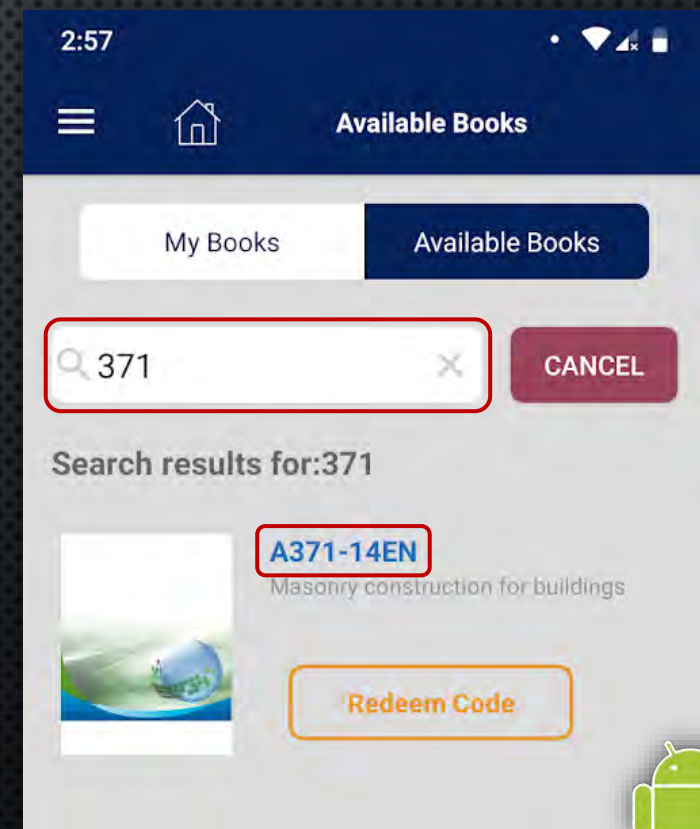 2:57
Available Books
My Books
Available Books
371
CANCEL
Search results for:371
A371-14EN
Masonry construction for buildings
Redeem Code